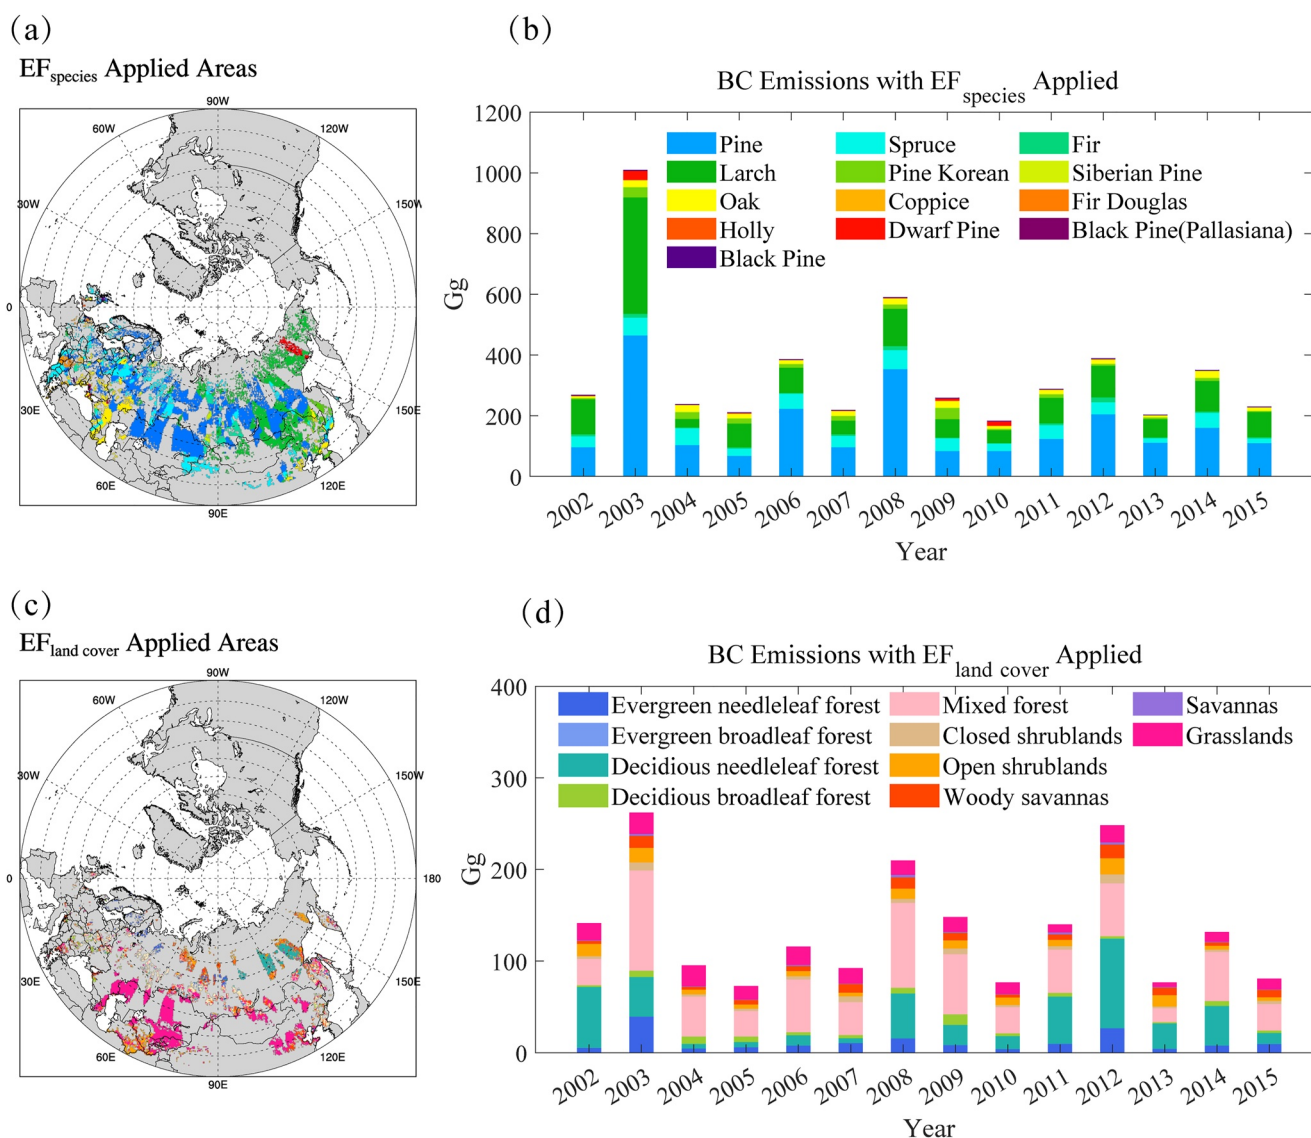 (a)
EFspecies Applied Areas
90W
60W
120W
30W
150W
0
30E
150E
60E
120E
90E
(b)
BC Emissions with EFspecies Applied
1200
1000
800
600
400
200
0
Gg
Pine
Spruce
Fir
Larch
Pine Korean
Siberian Pine
Oak
Coppice
Fir Douglas
Holly
Dwarf Pine
Black Pine(Pallasiana)
Black Pine
2002 2003 2004 2005 2006 2007 2008 2009 2010 2011 2012 2013 2014 2015
Year
(c)
EFland cover Applied Areas
90W
60W
120W
30W
150W
0
180
30E
150E
60E
120E
90E
(d)
BC Emissions with EFland cover Applied
400
300
200
100
0
Gg
Evergreen needleleaf forest
Mixed forest
Savannas
Evergreen broadleaf forest
Closed shrublands
Grasslands
Decidious needleleaf forest
Open shrublands
Decidious broadleaf forest
Woody savannas
2002 2003 2004 2005 2006 2007 2008 2009 2010 2011 2012 2013 2014 2015
Year